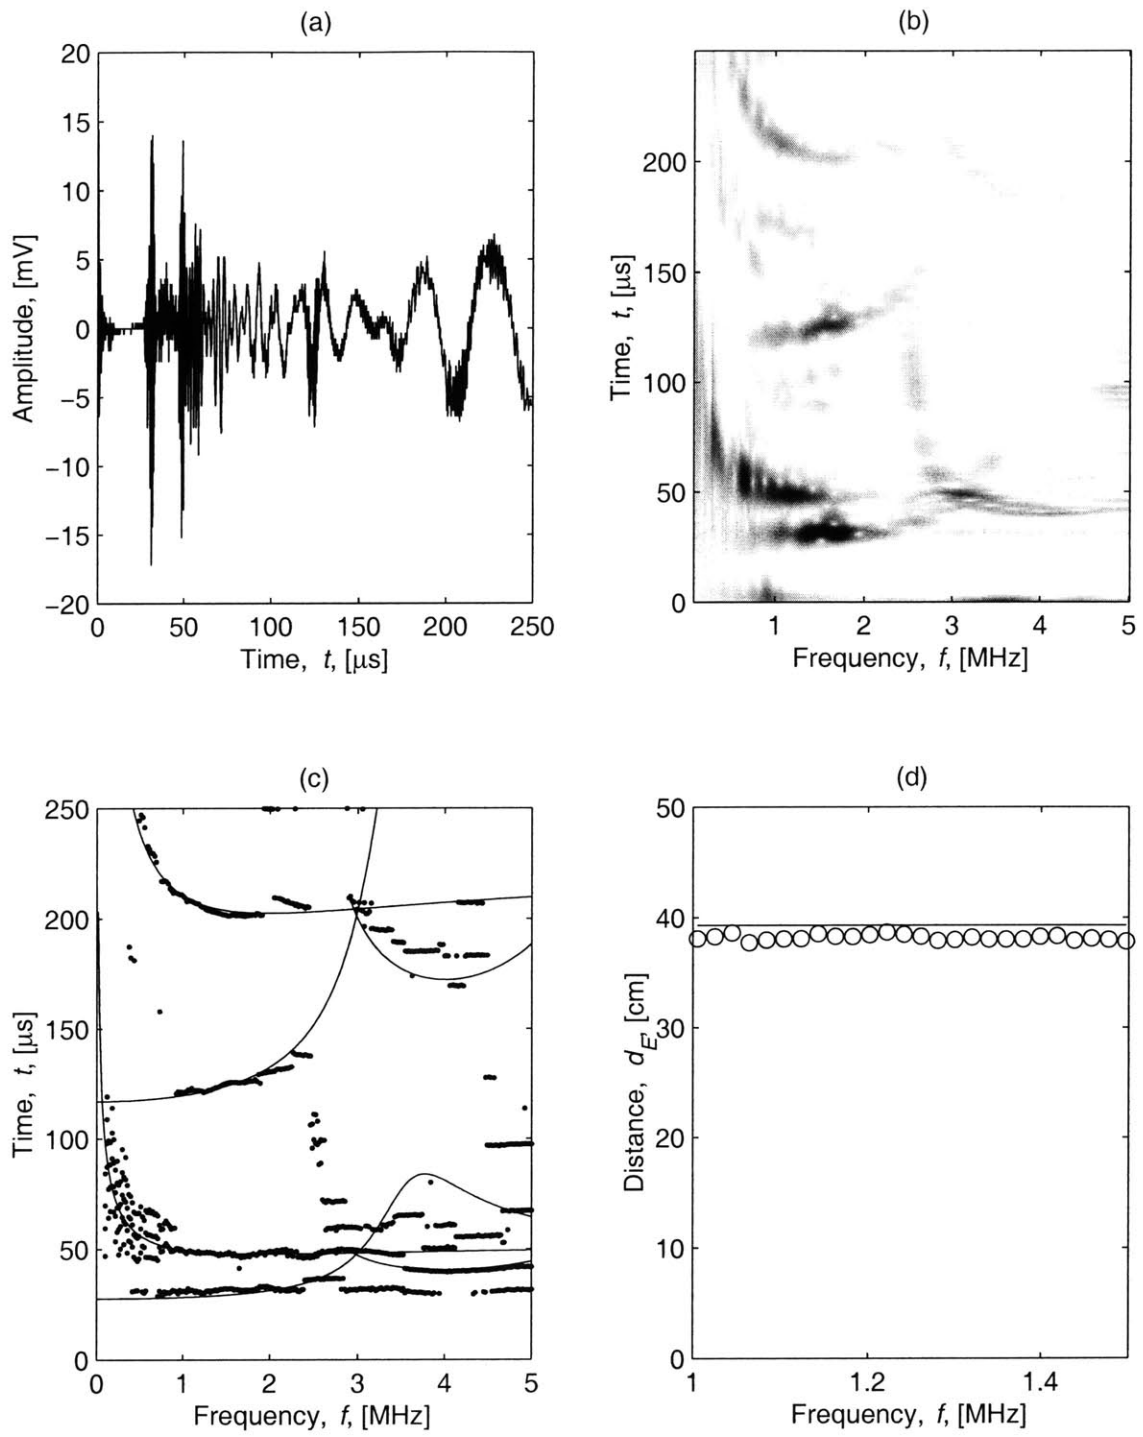 (a)
20
15
10
5
0
−5
−10
−15
−20
Amplitude, [mV]
0 50 100 150 200 250
Time, t, [μs]
(b)
200
150
100
50
0
Time, t, [μs]
1 2 3 4 5
Frequency, f, [MHz]
(c)
250
200
150
100
50
0
Time, t, [μs]
0 1 2 3 4 5
Frequency, f, [MHz]
(d)
50
40
30
20
10
0
Distance, dE, [cm]
1 1.2 1.4
Frequency, f, [MHz]